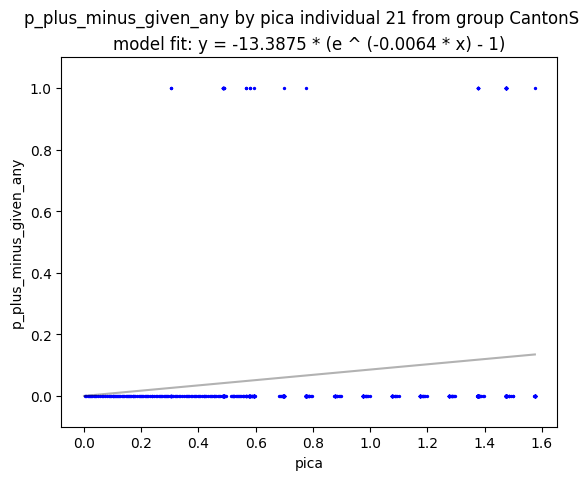 p_plus_minus_given_any by pica individual 21 from group CantonS
model fit: y = -13.3875 * (e ^ (-0.0064 * x) - 1)
1.0
0.8
0.6
0.4
0.2
0.0
p_plus_minus_given_any
0.0 0.2 0.4 0.6 0.8 1.0 1.2 1.4 1.6
pica